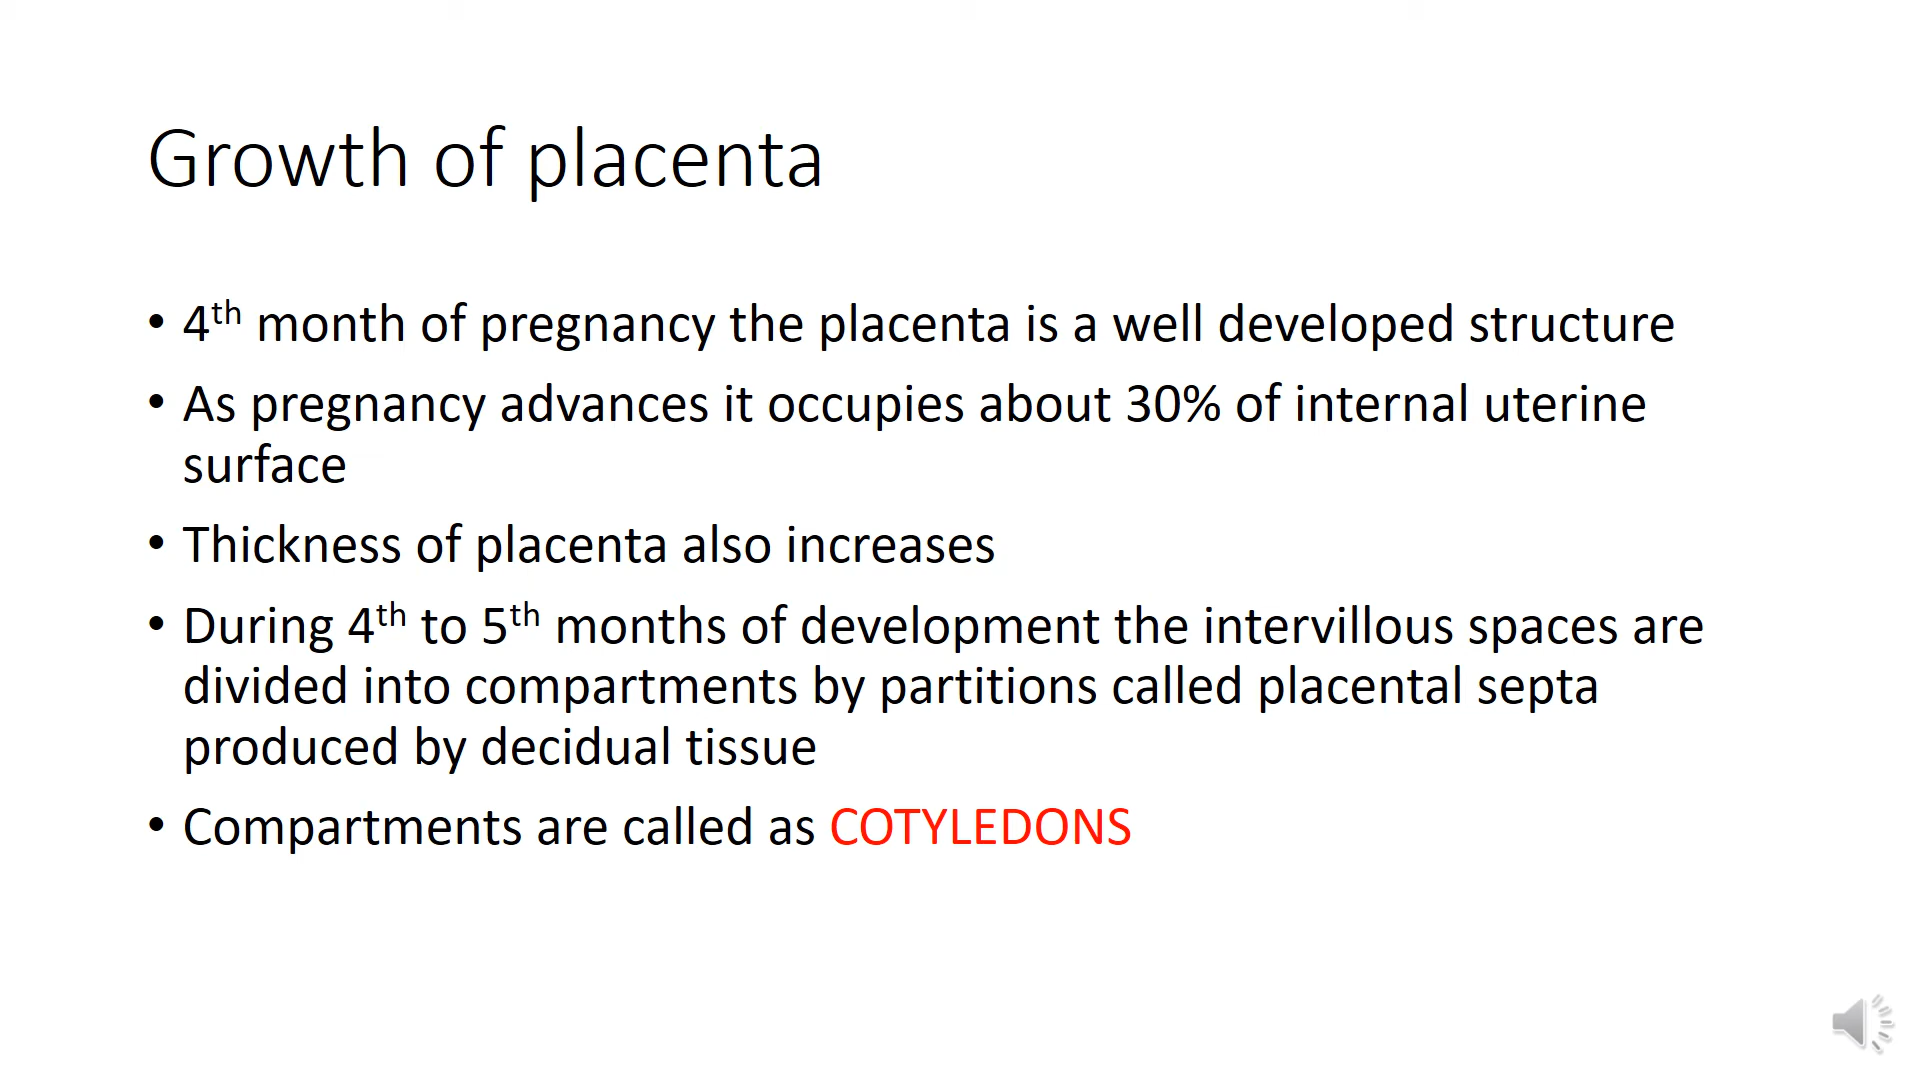 Growth of placenta
• 4th month of pregnancy the placenta is a well developed structure
• As pregnancy advances it occupies about 30% of internal uterine
surface
• Thickness of placenta also increases
• During 4th to 5th months of development the intervillous spaces are
divided into compartments by partitions called placental septa
produced by decidual tissue
• Compartments are called as COTYLEDONS